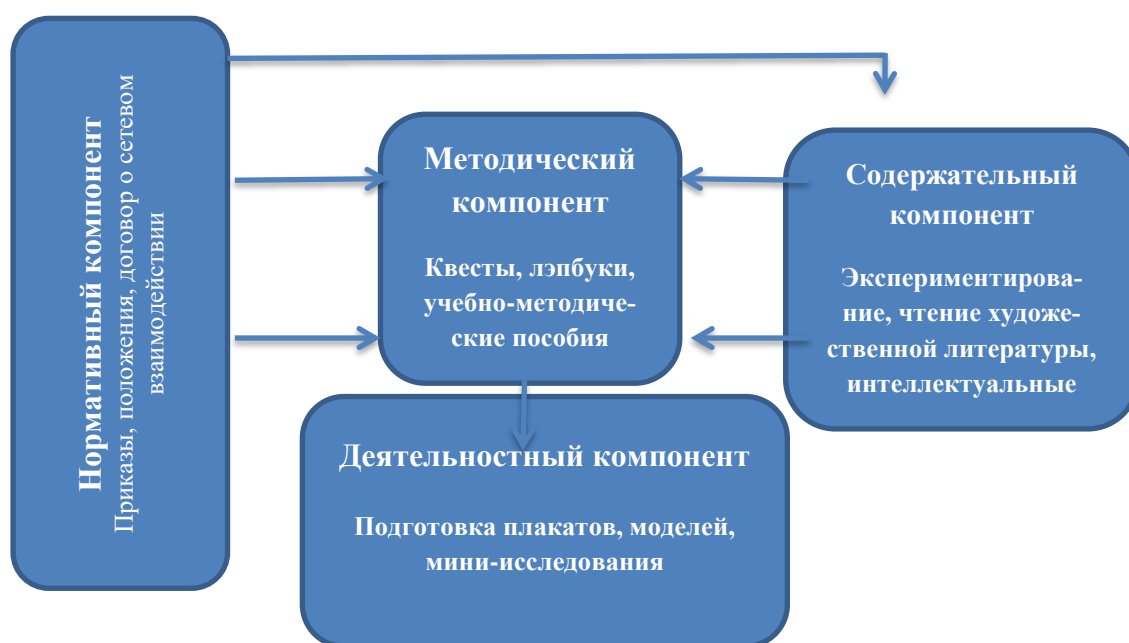 Нормативный компонент
Приказы, положения, договор о сетевом
взаимодействии
Методический
компонент
Квесты, лэпбуки,
учебно-методиче-
ские пособия
Содержательный
компонент
Экспериментирова-
ние, чтение художе-
ственной литературы,
интеллектуальные
Деятельностный компонент
Подготовка плакатов, моделей,
мини-исследования